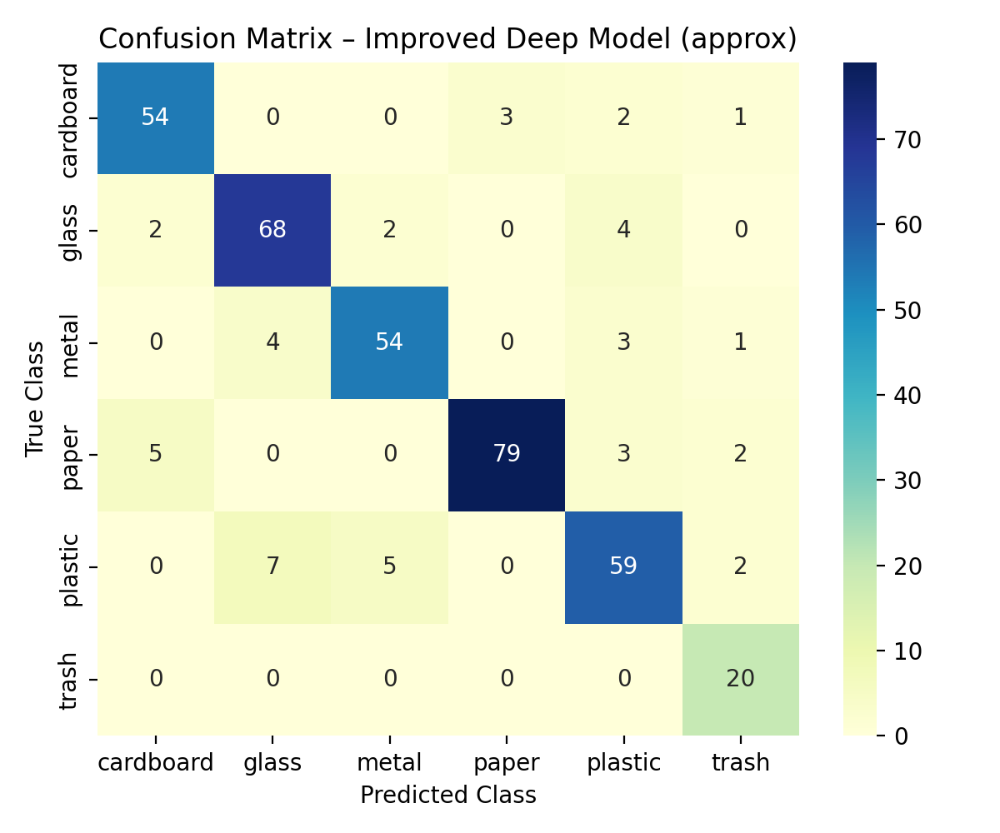 Confusion Matrix – Improved Deep Model (approx)
True Class
cardboard 54 0 0 3 2 1
glass 2 68 2 0 4 0
metal 0 4 54 0 3 1
paper 5 0 0 79 3 2
plastic 0 7 5 0 59 2
trash 0 0 0 0 0 20
cardboard glass metal paper plastic trash
Predicted Class
70
60
50
40
30
20
10
0